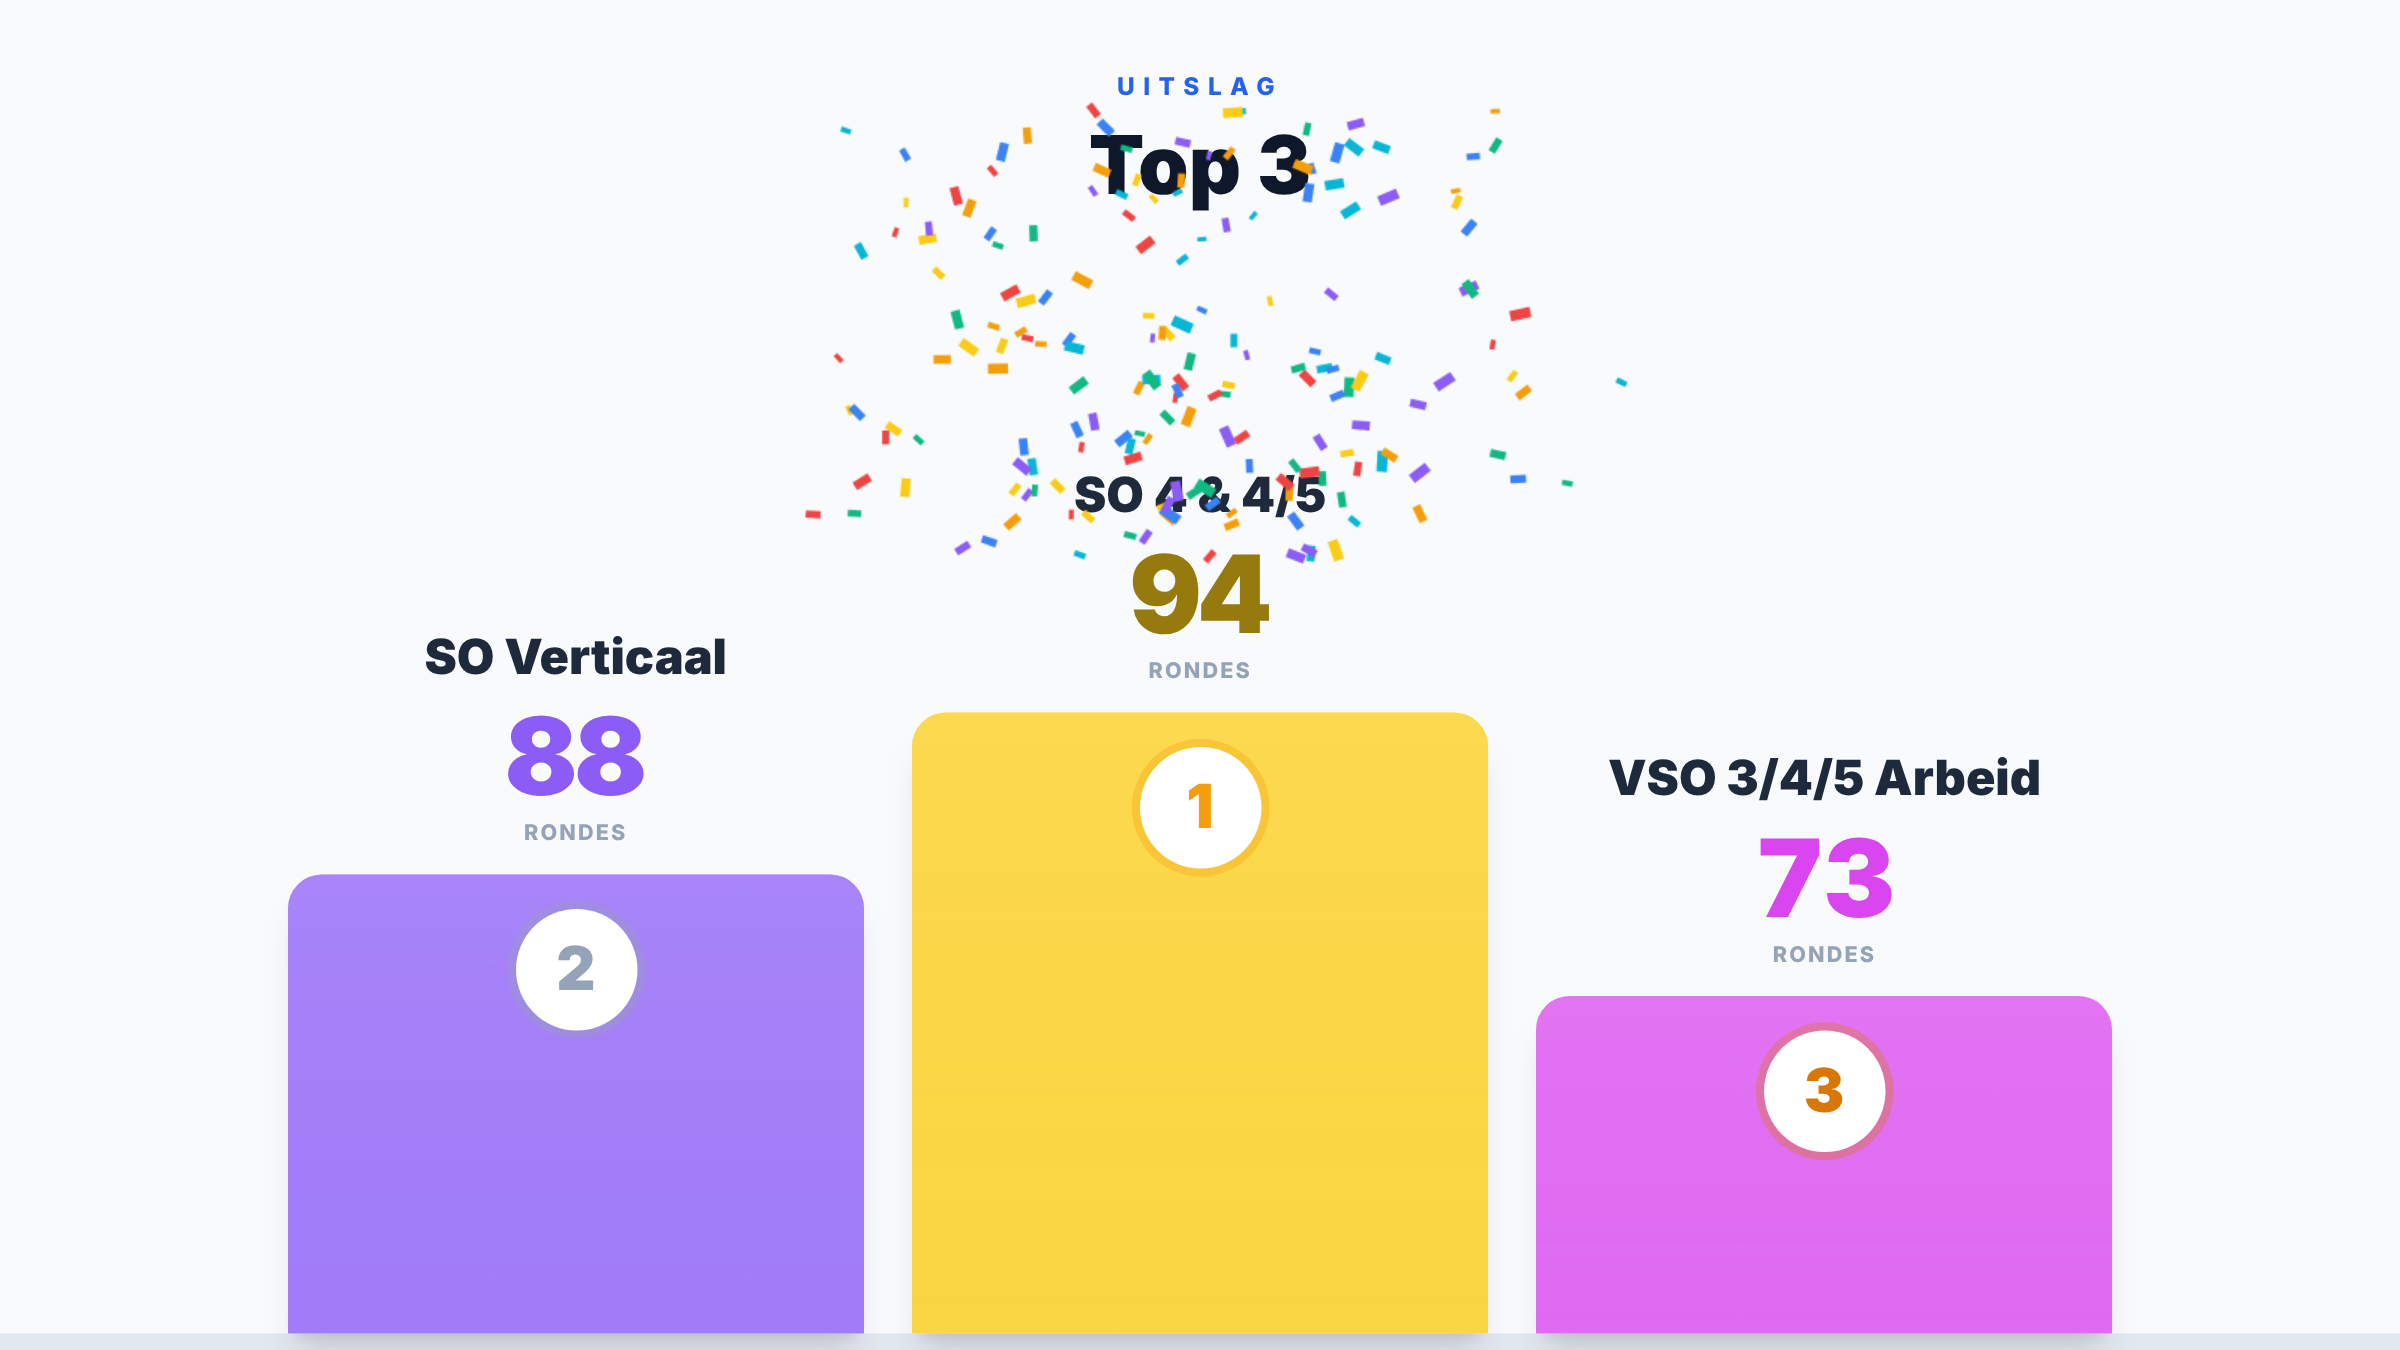 UITSLAG
Top 3
SO 4 & 4/5
94
RONDES
1
SO Verticaal
88
RONDES
2
VSO 3/4/5 Arbeid
73
RONDES
3